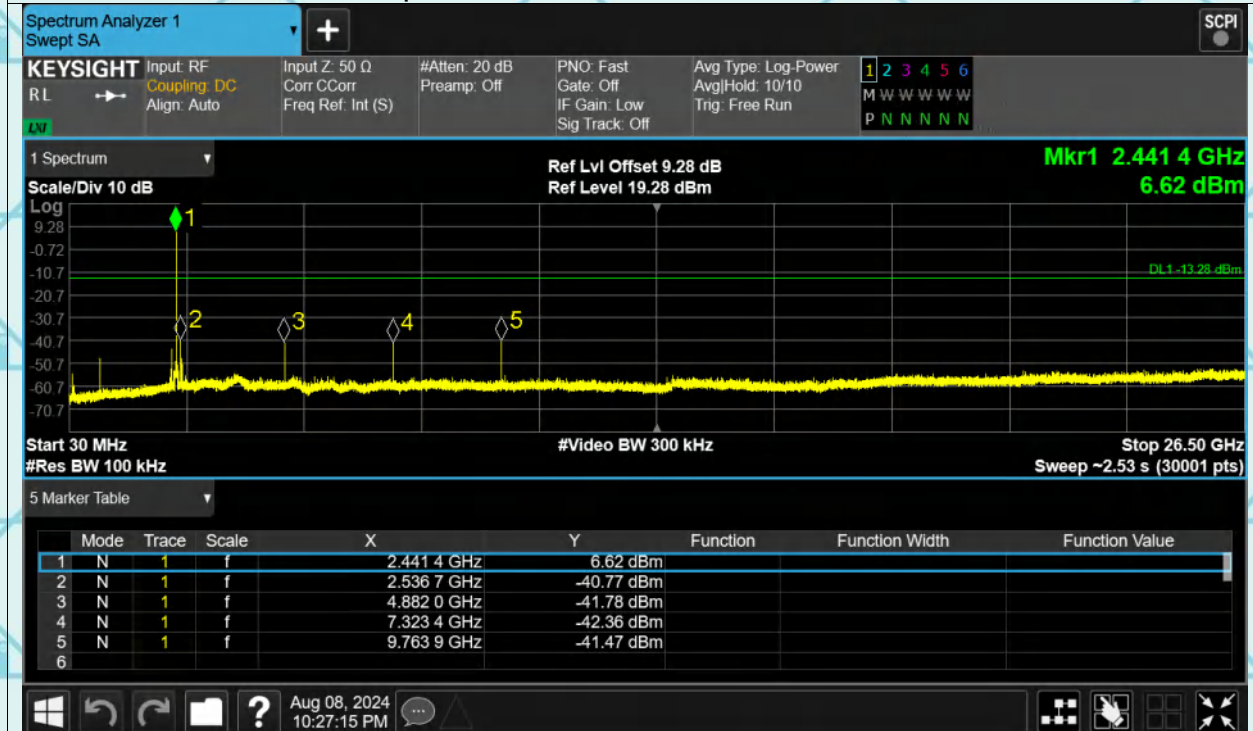 Spectrum Analyzer 1
Swept SA
+
SCPI
KEYSIGHT Input: RF Input Z: 50 Ω #Atten: 20 dB PNO: Fast Avg Type: Log-Power 1 2 3 4 5 6
RL Coupling: DC Corr CCorr Preamp: Off Gate: Off Avg|Hold: 10/10 M W W W W W
Align: Auto Freq Ref: Int (S) IF Gain: Low Trig: Free Run P N N N N N
LXI Sig Track: Off
1 Spectrum Ref Lvl Offset 9.28 dB Mkr1 2.441 4 GHz
Scale/Div 10 dB Ref Level 19.28 dBm 6.62 dBm
Log
1
9.28
-0.72
-10.7 DL1 -13.28 dBm
-20.7
-30.7 2 3 4 5
-40.7
-50.7
-60.7
-70.7
Start 30 MHz #Video BW 300 kHz Stop 26.50 GHz
#Res BW 100 kHz Sweep ~2.53 s (30001 pts)
5 Marker Table
Mode Trace Scale X Y Function Function Width Function Value
1 N 1 f 2.441 4 GHz 6.62 dBm
2 N 1 f 2.536 7 GHz -40.77 dBm
3 N 1 f 4.882 0 GHz -41.78 dBm
4 N 1 f 7.323 4 GHz -42.36 dBm
5 N 1 f 9.763 9 GHz -41.47 dBm
6
? Aug 08, 2024
10:27:15 PM